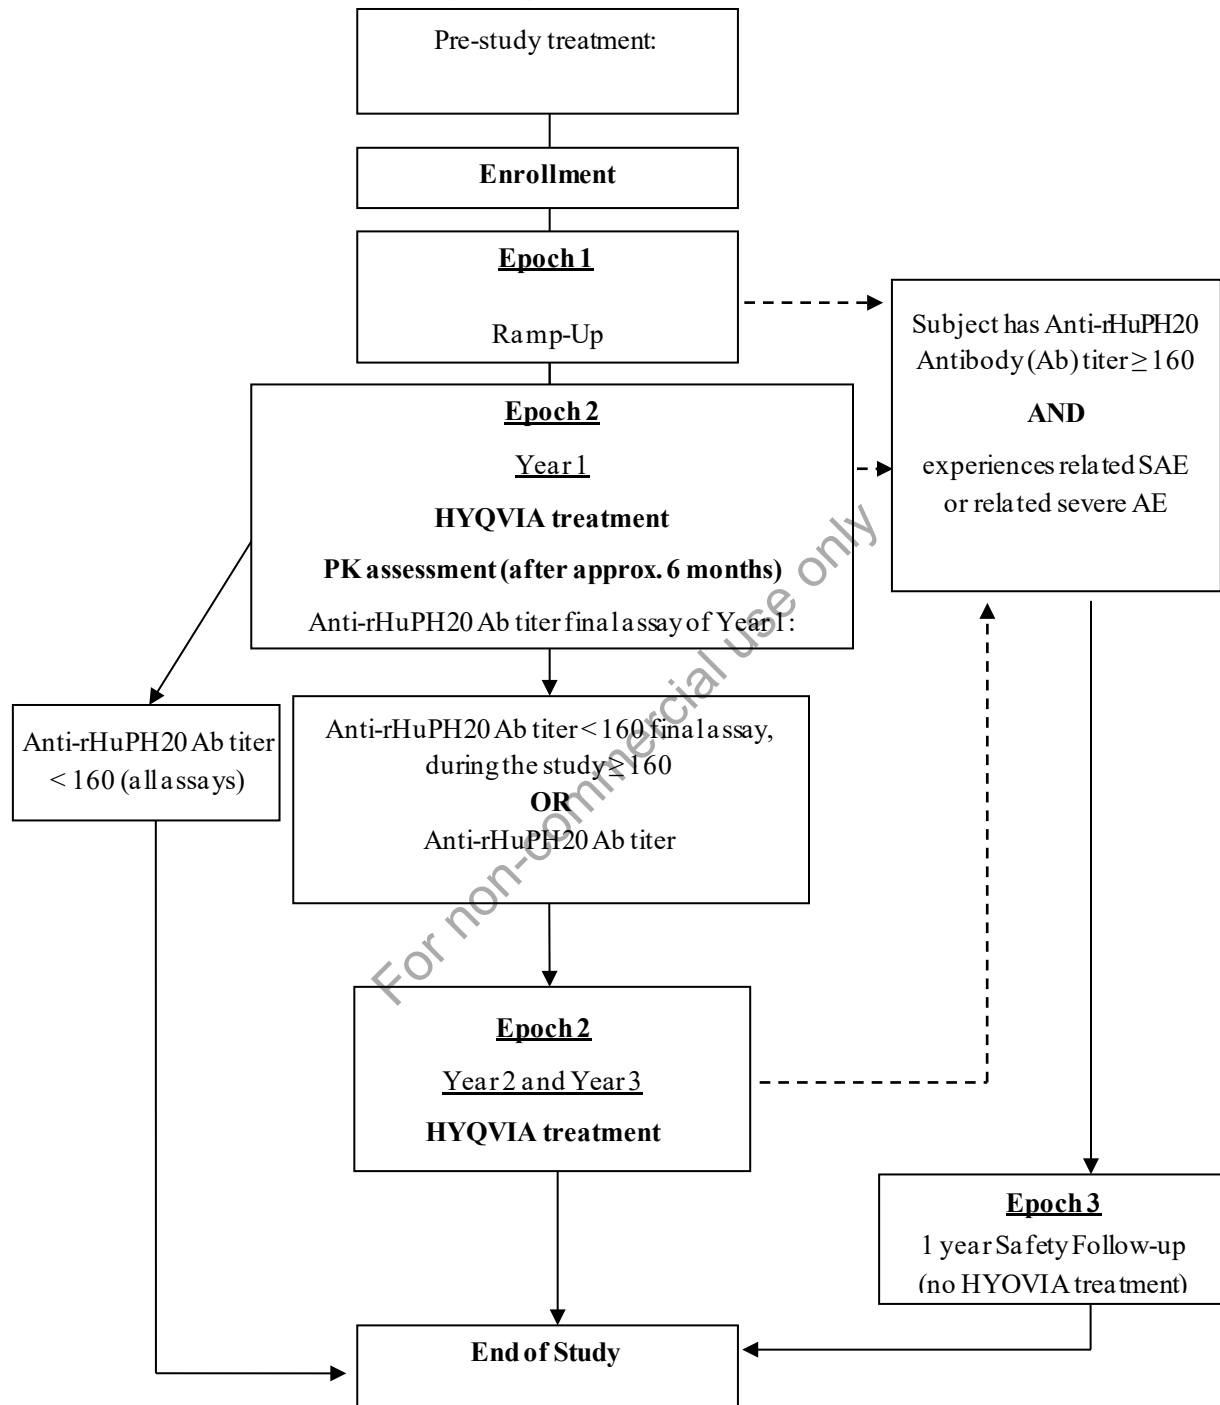 Pre-study treatment:
Enrollment
Epoch 1
Ramp-Up
Subject has Anti-rHuPH20
Antibody (Ab) titer ≥ 160
AND
experiences related SAE
or related severe AE
Epoch 2
Year 1
HYQVIA treatment
PK assessment (after approx. 6 months)
Anti-rHuPH20 Ab titer final assay of Year 1:
Anti-rHuPH20 Ab titer
< 160 (all assays)
Anti-rHuPH20 Ab titer < 160 final assay,
during the study ≥ 160
OR
Anti-rHuPH20 Ab titer
Epoch 2
Year 2 and Year 3
HYQVIA treatment
Epoch 3
1 year Safety Follow-up
(no HYQVIA treatment)
End of Study
For non-commercial use only